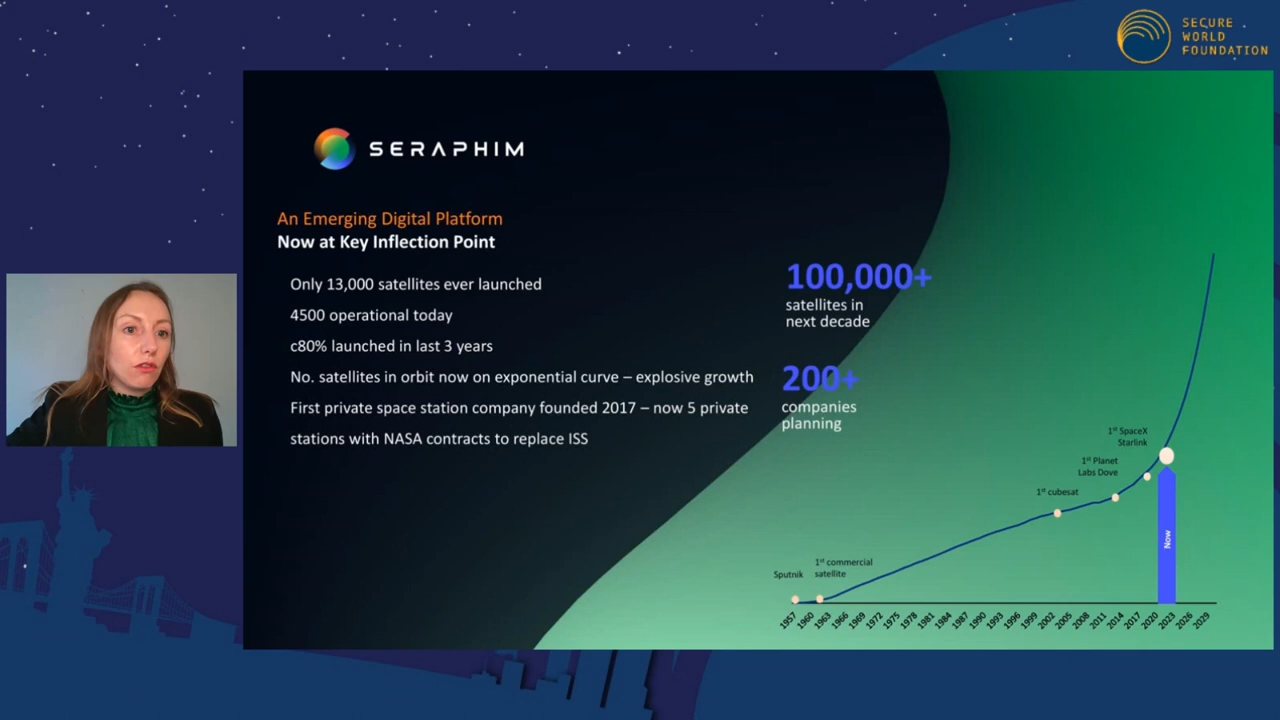 SECURE
WORLD
FOUNDATION
SERAPHIM
An Emerging Digital Platform
Now at Key Inflection Point
Only 13,000 satellites ever launched
4500 operational today
c80% launched in last 3 years
No. satellites in orbit now on exponential curve – explosive growth
First private space station company founded 2017 – now 5 private
stations with NASA contracts to replace ISS
100,000+
satellites in
next decade
200+
companies
planning
1st SpaceX
Starlink
1st Planet
Labs Dove
1st cubesat
1st commercial
satellite
Sputnik
Now
1957 1960 1963 1966 1969 1972 1975 1978 1981 1984 1987 1990 1993 1996 1999 2002 2005 2008 2011 2014 2017 2020 2023 2026 2029